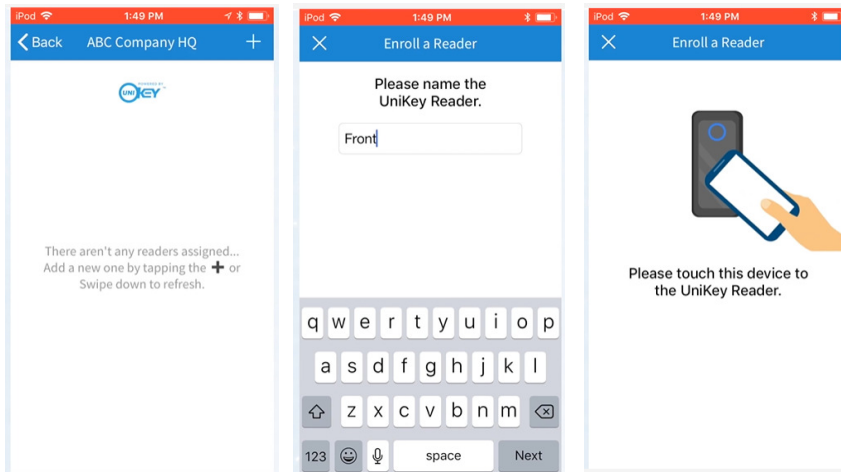 iPod 1:49 PM
Back ABC Company HQ +
POWERED BY
UNIKEY
There aren't any readers assigned...
Add a new one by tapping the + or
Swipe down to refresh.
iPod 1:49 PM
Enroll a Reader
Please name the
UniKey Reader.
Front
q w e r t y u i o p
a s d f g h j k l
z x c v b n m
123 space Next
iPod 1:49 PM
Enroll a Reader
Please touch this device to
the UniKey Reader.